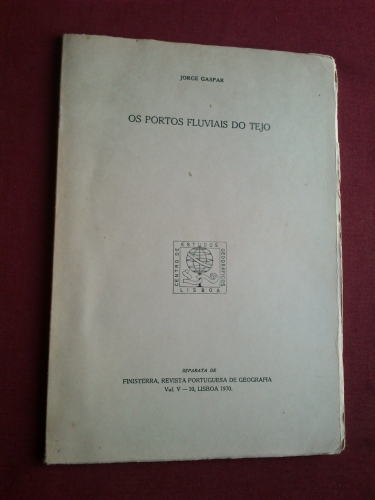 JORGE GASPAR
OS PORTOS FLUVIAIS DO TEJO
CENTRO DE
ESTUDOS
GEOGRÁFICOS
LISBOA
SEPARATA DE
FINISTERRA, REVISTA PORTUGUESA DE GEOGRAFIA
Vol. V — 10, LISBOA 1970.